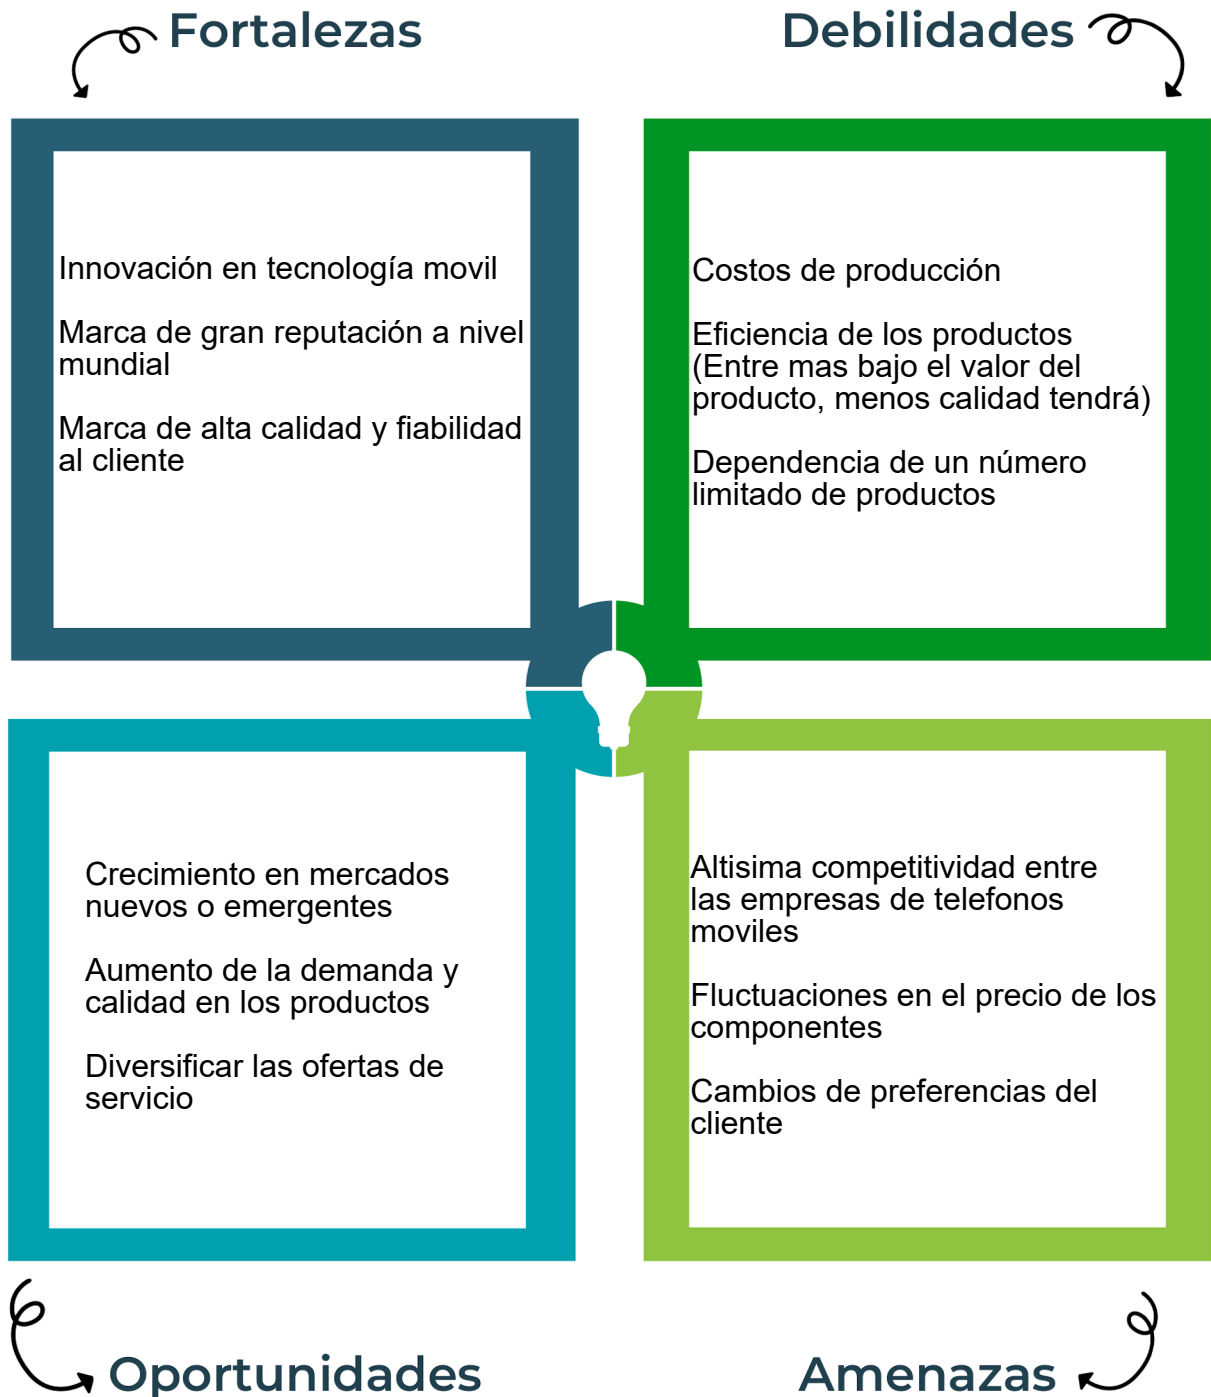 Fortalezas
Innovación en tecnología movil
Marca de gran reputación a nivel
mundial
Marca de alta calidad y fiabilidad
al cliente
Debilidades
Costos de producción
Eficiencia de los productos
(Entre mas bajo el valor del
producto, menos calidad tendrá)
Dependencia de un número
limitado de productos
Crecimiento en mercados
nuevos o emergentes
Aumento de la demanda y
calidad en los productos
Diversificar las ofertas de
servicio
Oportunidades
Altisima competitividad entre
las empresas de telefonos
moviles
Fluctuaciones en el precio de los
componentes
Cambios de preferencias del
cliente
Amenazas